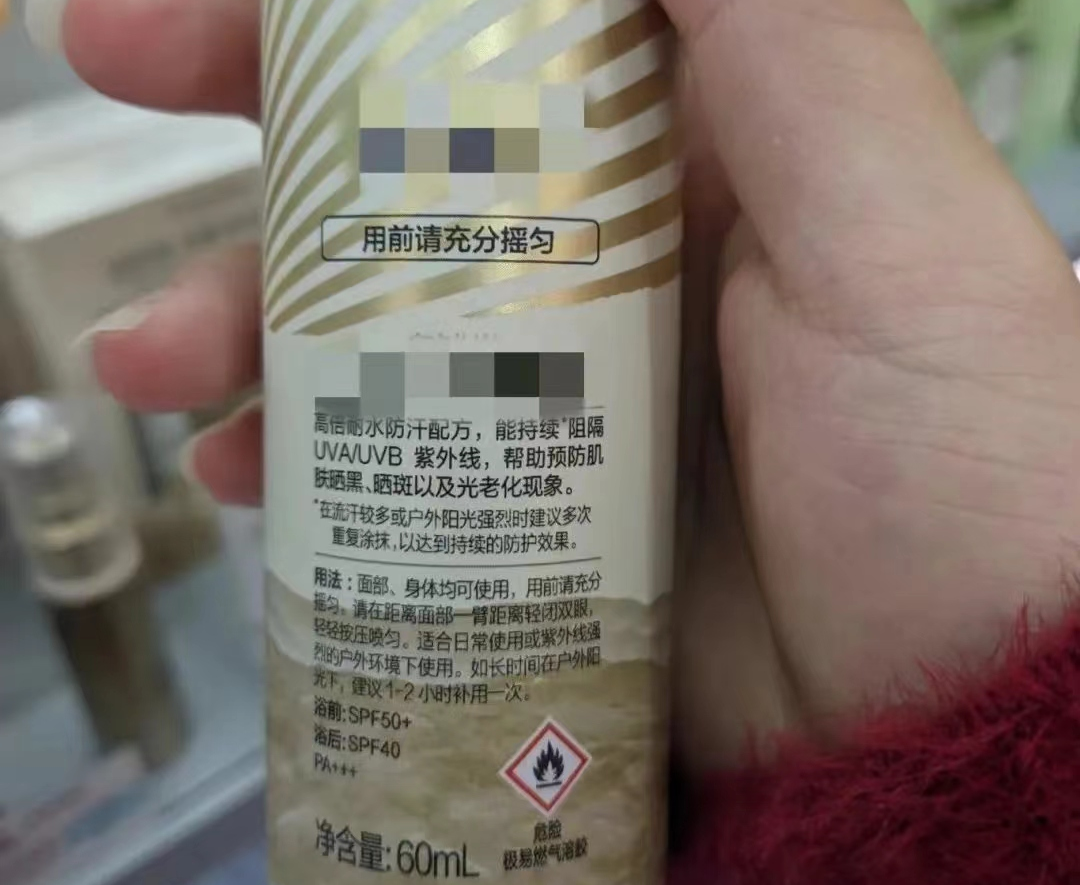 用前请充分摇匀
高倍耐水防汗配方，能持续*阻隔
UVA/UVB 紫外线，帮助预防肌
肤晒黑、晒斑以及光老化现象。
*在流汗较多或户外阳光强烈时建议多次
重复涂抹，以达到持续的防护效果。
用法：面部、身体均可使用，用前请充分
摇匀。请在距离面部一臂距离轻闭双眼，
轻轻按压喷匀。适合日常使用或紫外线强
烈的户外环境下使用。如长时间在户外阳
光下，建议1-2小时补用一次。
浴前:SPF50+
浴后:SPF40
PA+++
危险
极易燃气溶胶
净含量:60mL